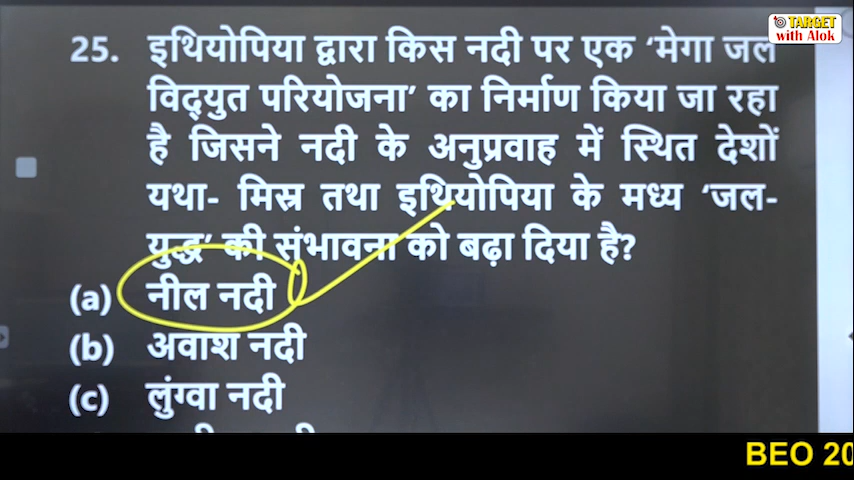 TARGET
with Alok
25. इथियोपिया द्वारा किस नदी पर एक ‘मेगा जल
विद्युत परियोजना’ का निर्माण किया जा रहा
है जिसने नदी के अनुप्रवाह में स्थित देशों
यथा- मिस्र तथा इथियोपिया के मध्य ‘जल-
युद्ध’ की संभावना को बढ़ा दिया है?
(a) नील नदी
(b) अवाश नदी
(c) लुंग्वा नदी
BEO 20